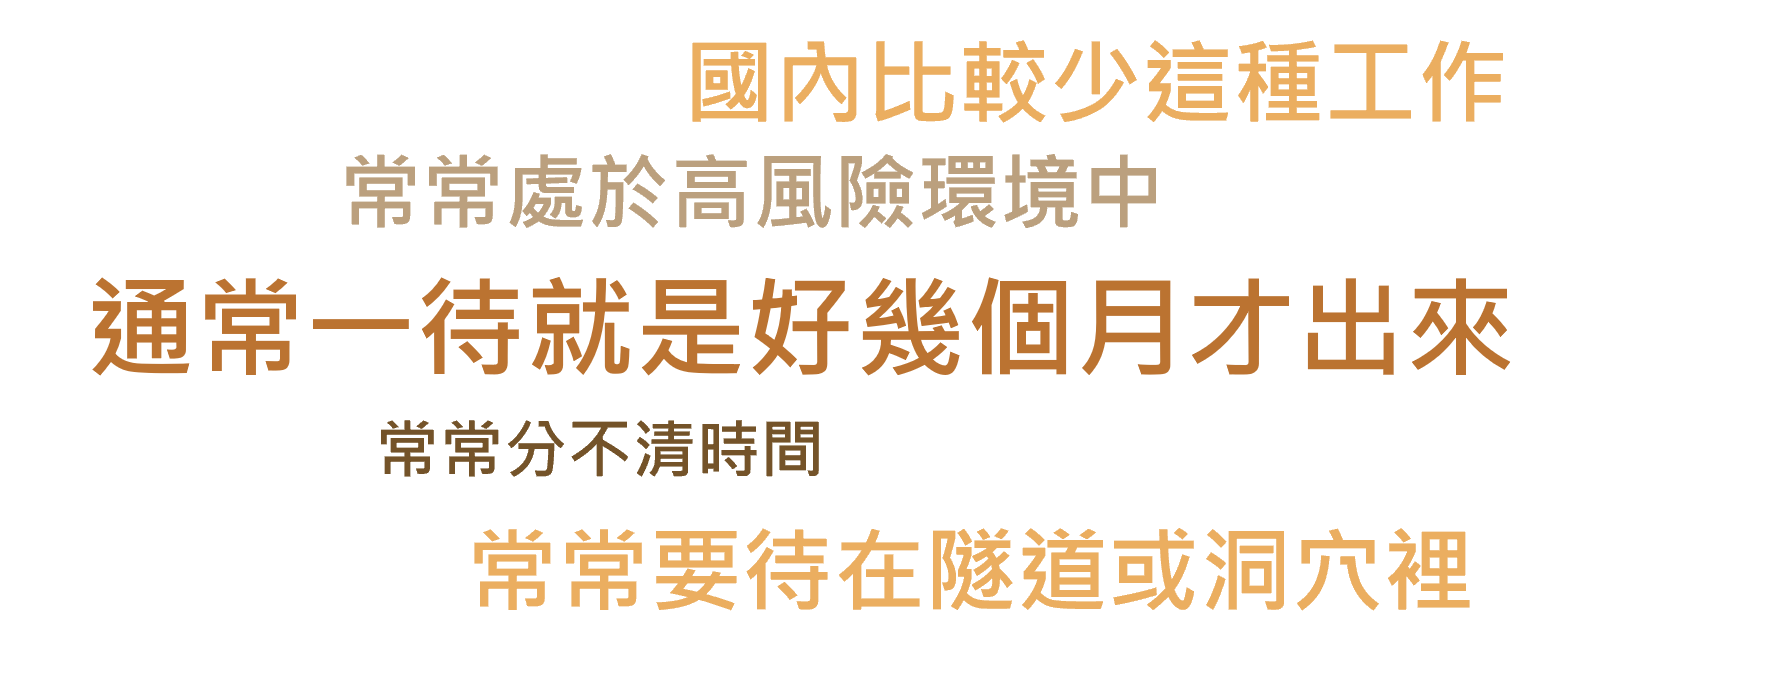 國內比較少這種工作
常常處於高風險環境中
通常一待就是好幾個月才出來
常常分不清時間
常常要待在隧道或洞穴裡